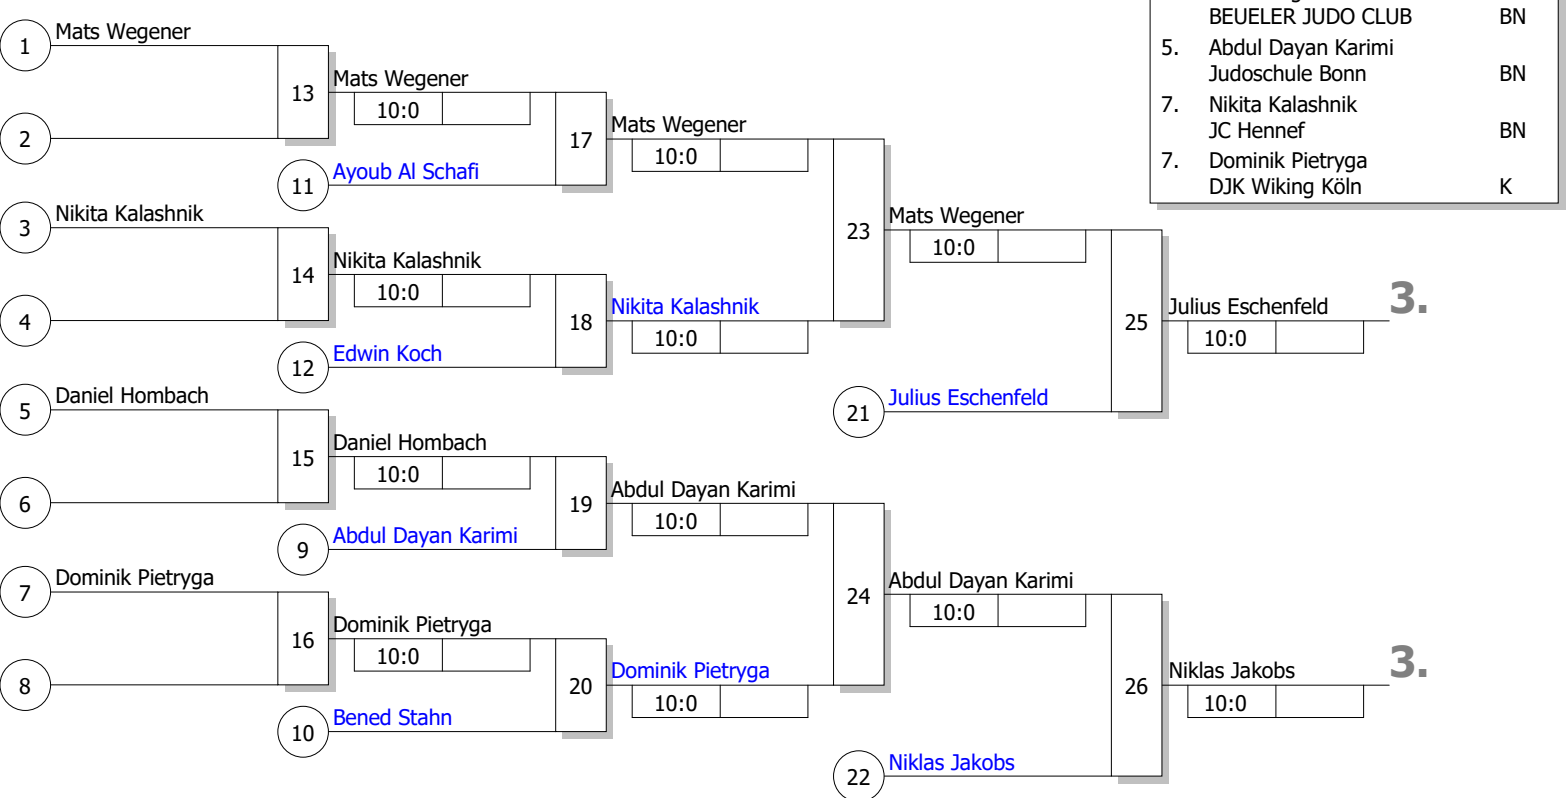 BEUELER JUDO CLUB BN
5. Abdul Dayan Karimi
Judoschule Bonn BN
7. Nikita Kalashnik
JC Hennef BN
7. Dominik Pietryga
DJK Wiking Köln K
1 Mats Wegener
13 Mats Wegener
10:0
2
17 Mats Wegener
10:0
11 Ayoub Al Schafi
3 Nikita Kalashnik
23 Mats Wegener
10:0
14 Nikita Kalashnik
10:0
4
18 Nikita Kalashnik
10:0
12 Edwin Koch
25 Julius Eschenfeld 3.
10:0
5 Daniel Hombach
21 Julius Eschenfeld
15 Daniel Hombach
10:0
6
19 Abdul Dayan Karimi
10:0
9 Abdul Dayan Karimi
7 Dominik Pietryga
24 Abdul Dayan Karimi
10:0
16 Dominik Pietryga
10:0
8
20 Dominik Pietryga
10:0
10 Bened Stahn
26 Niklas Jakobs 3.
10:0
22 Niklas Jakobs